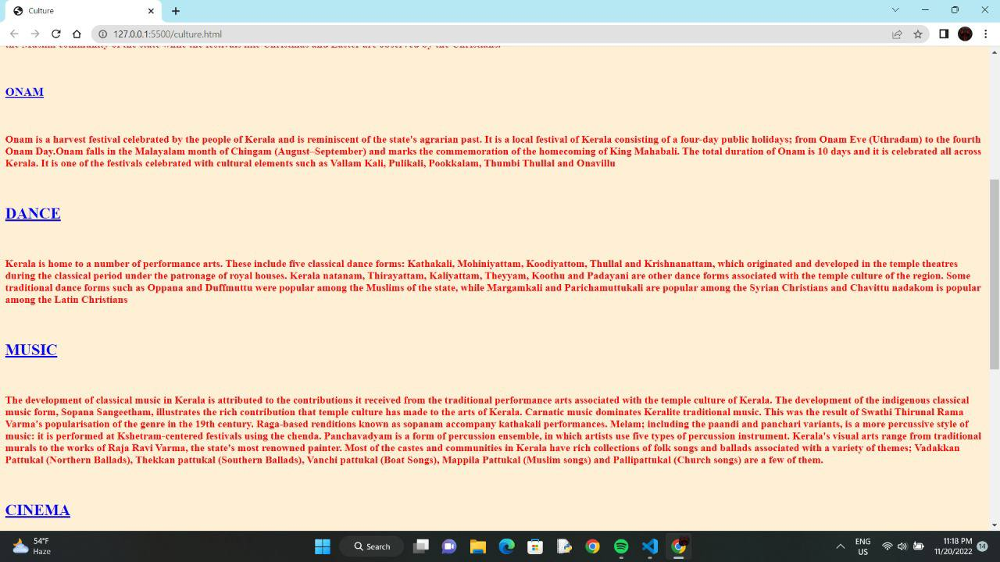 Culture
127.0.0.1:5500/culture.html
the Muslim community of the state while the festivals like Christmas and Easter are observed by the Christians.
ONAM
Onam is a harvest festival celebrated by the people of Kerala and is reminiscent of the state's agrarian past. It is a local festival of Kerala consisting of a four-day public holidays; from Onam Eve (Uthradam) to the fourth
Onam Day.Onam falls in the Malayalam month of Chingam (August–September) and marks the commemoration of the homecoming of King Mahabali. The total duration of Onam is 10 days and it is celebrated all across
Kerala. It is one of the festivals celebrated with cultural elements such as Vallam Kali, Pulikali, Pookkalam, Thumbi Thullal and Onavillu
DANCE
Kerala is home to a number of performance arts. These include five classical dance forms: Kathakali, Mohiniyattam, Koodiyattom, Thullal and Krishnanattam, which originated and developed in the temple theatres
during the classical period under the patronage of royal houses. Kerala natanam, Thirayattam, Kaliyattam, Theyyam, Koothu and Padayani are other dance forms associated with the temple culture of the region. Some
traditional dance forms such as Oppana and Duffmuttu were popular among the Muslims of the state, while Margamkali and Parichamuttukali are popular among the Syrian Christians and Chavittu nadakom is popular
among the Latin Christians
MUSIC
The development of classical music in Kerala is attributed to the contributions it received from the traditional performance arts associated with the temple culture of Kerala. The development of the indigenous classical
music form, Sopana Sangeetham, illustrates the rich contribution that temple culture has made to the arts of Kerala. Carnatic music dominates Keralite traditional music. This was the result of Swathi Thirunal Rama
Varma's popularisation of the genre in the 19th century. Raga-based renditions known as sopanam accompany kathakali performances. Melam; including the paandi and panchari variants, is a more percussive style of
music: it is performed at Kshetram-centered festivals using the chenda. Panchavadyam is a form of percussion ensemble, in which artists use five types of percussion instrument. Kerala's visual arts range from traditional
murals to the works of Raja Ravi Varma, the state's most renowned painter. Most of the castes and communities in Kerala have rich collections of folk songs and ballads associated with a variety of themes; Vadakkan
Pattukal (Northern Ballads), Thekkan pattukal (Southern Ballads), Vanchi pattukal (Boat Songs), Mappila Pattukal (Muslim songs) and Pallipattukal (Church songs) are a few of them.
CINEMA
54°F
Haze
Search
ENG
US
11:18 PM
11/20/2022
14